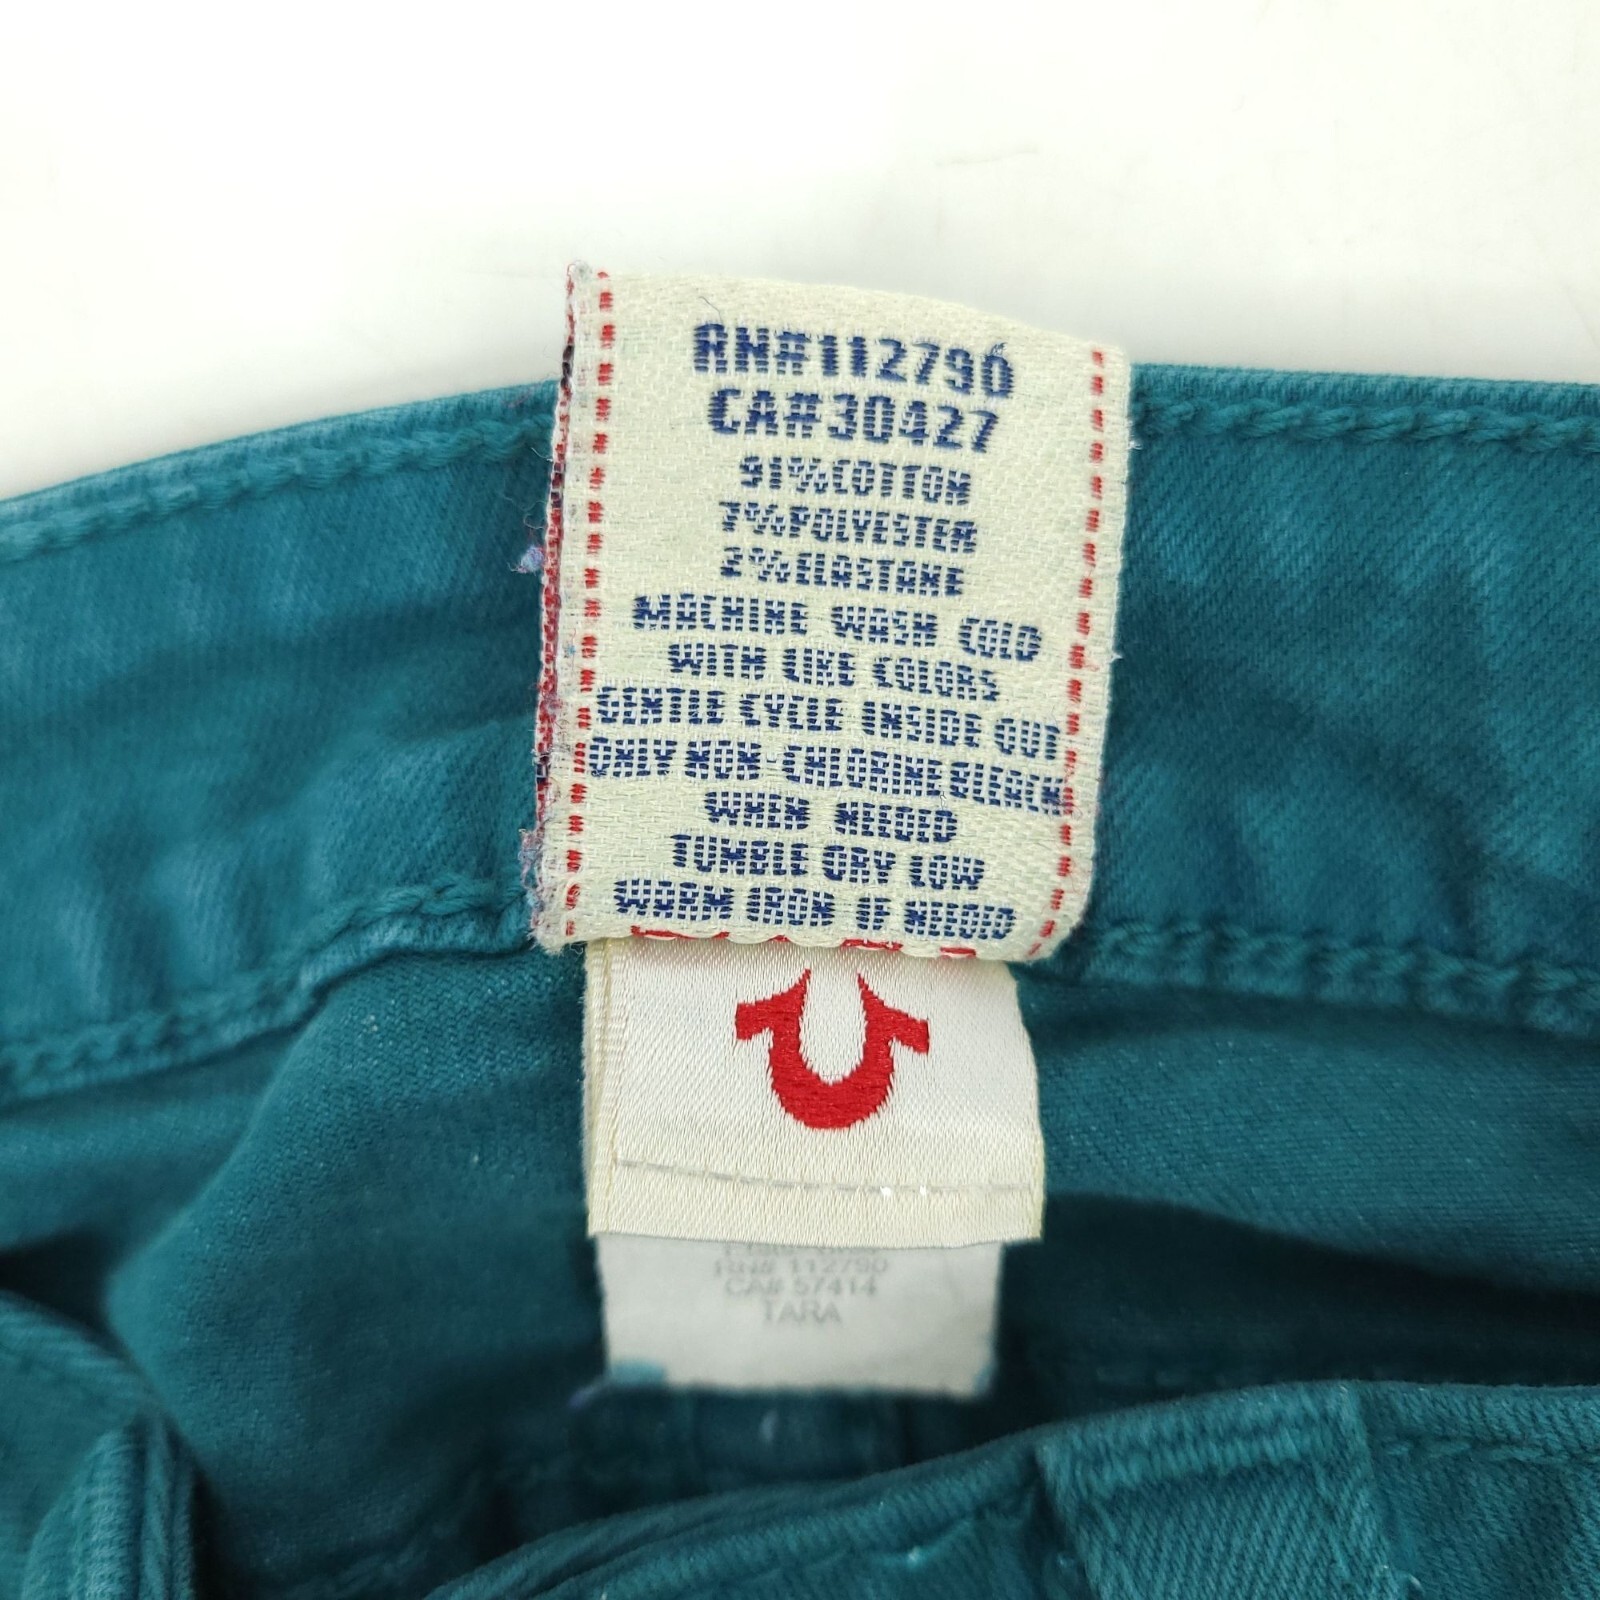 RN#112790
CA#30427
91%COTTON
7%POLYESTER
2%ELASTANE
MACHINE WASH COLD
WITH LIKE COLORS
GENTLE CYCLE INSIDE OUT
ONLY NON-CHLORINE BLEACH
WHEN NEEDED
TUMBLE DRY LOW
WARM IRON IF NEEDED
RN# 112790
CA# 57414
TARA